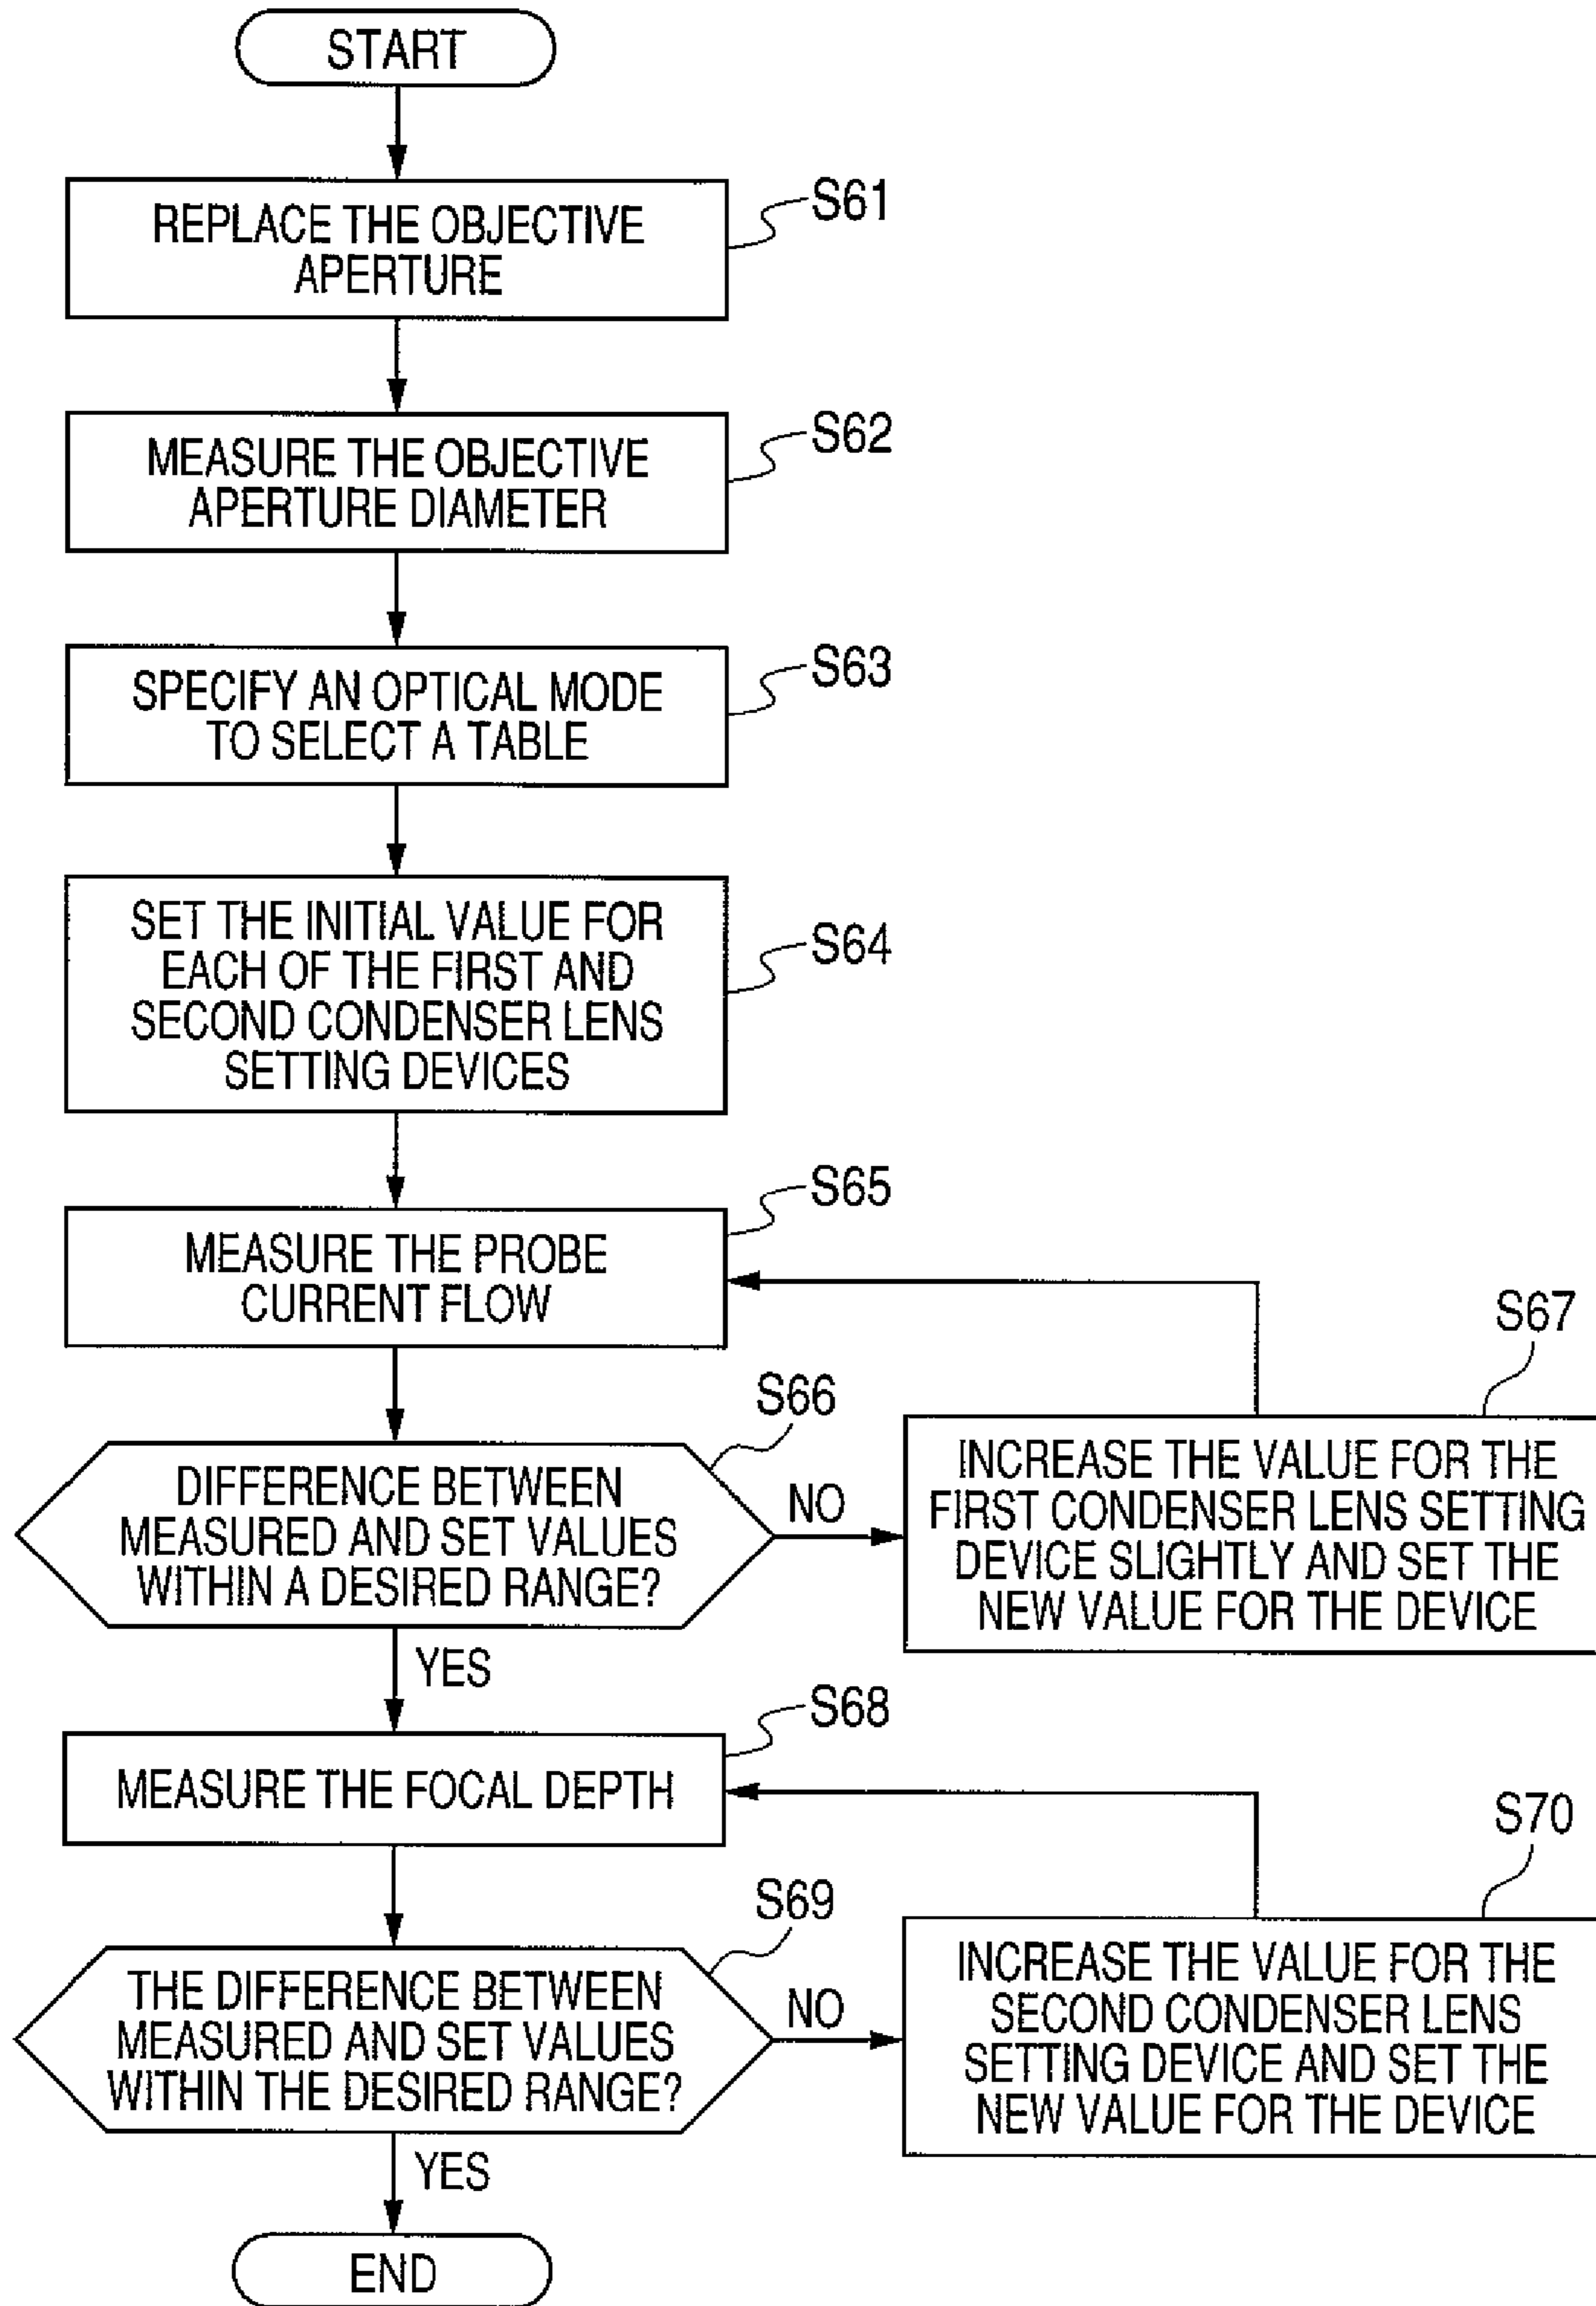 START
REPLACE THE OBJECTIVE
APERTURE
S61
MEASURE THE OBJECTIVE
APERTURE DIAMETER
S62
SPECIFY AN OPTICAL MODE
TO SELECT A TABLE
S63
SET THE INITIAL VALUE FOR
EACH OF THE FIRST AND
SECOND CONDENSER LENS
SETTING DEVICES
S64
MEASURE THE PROBE
CURRENT FLOW
S65
DIFFERENCE BETWEEN
MEASURED AND SET VALUES
WITHIN A DESIRED RANGE?
S66
NO
INCREASE THE VALUE FOR THE
FIRST CONDENSER LENS SETTING
DEVICE SLIGHTLY AND SET THE
NEW VALUE FOR THE DEVICE
S67
YES
MEASURE THE FOCAL DEPTH
S68
THE DIFFERENCE BETWEEN
MEASURED AND SET VALUES
WITHIN THE DESIRED RANGE?
S69
NO
INCREASE THE VALUE FOR THE
SECOND CONDENSER LENS
SETTING DEVICE AND SET THE
NEW VALUE FOR THE DEVICE
S70
YES
END